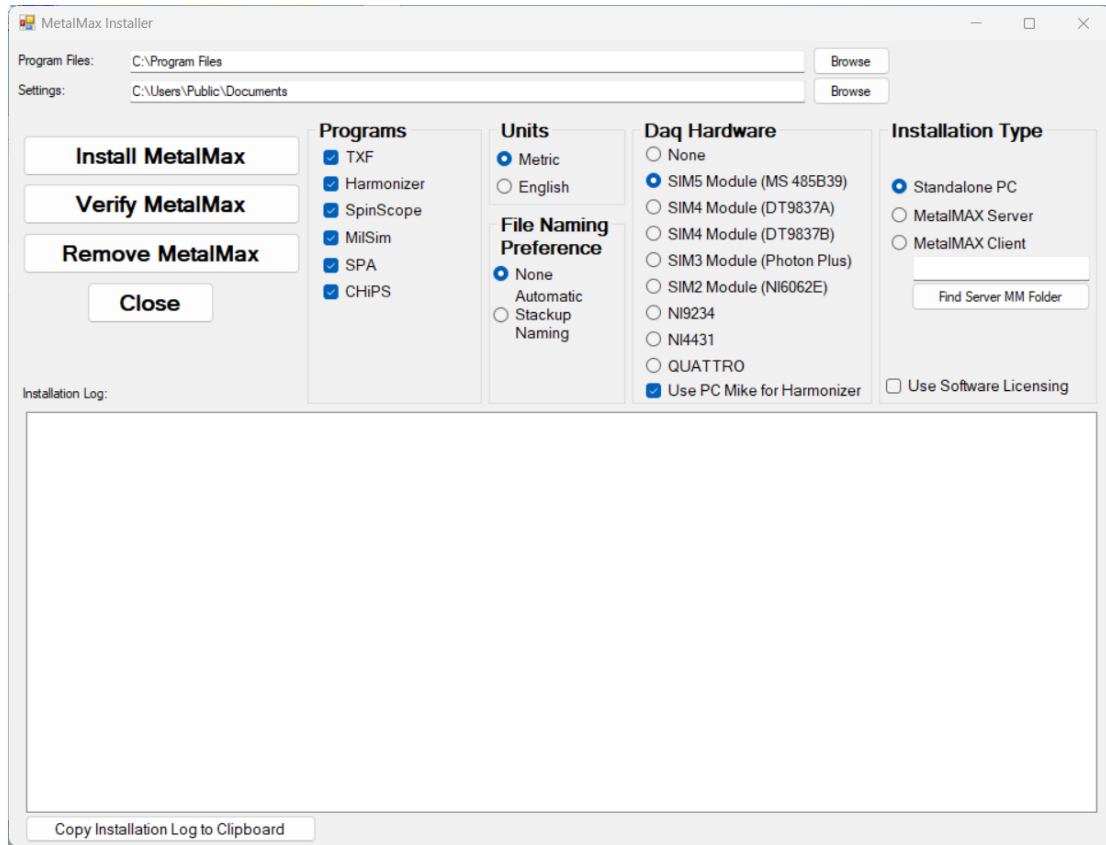 MetalMax Installer
Program Files:
C:\Program Files
Browse
Settings:
C:\Users\Public\Documents
Browse
Install MetalMax
Verify MetalMax
Remove MetalMax
Close
Programs
TXF
Harmonizer
SpinScope
MilSim
SPA
CHiPS
Units
Metric
English
File Naming
Preference
None
Automatic
Stackup
Naming
Daq Hardware
None
SIM5 Module (MS 485B39)
SIM4 Module (DT9837A)
SIM4 Module (DT9837B)
SIM3 Module (Photon Plus)
SIM2 Module (NI6062E)
NI9234
NI4431
QUATTRO
Use PC Mike for Harmonizer
Installation Type
Standalone PC
MetalMAX Server
MetalMAX Client
Find Server MM Folder
Use Software Licensing
Installation Log:
Copy Installation Log to Clipboard